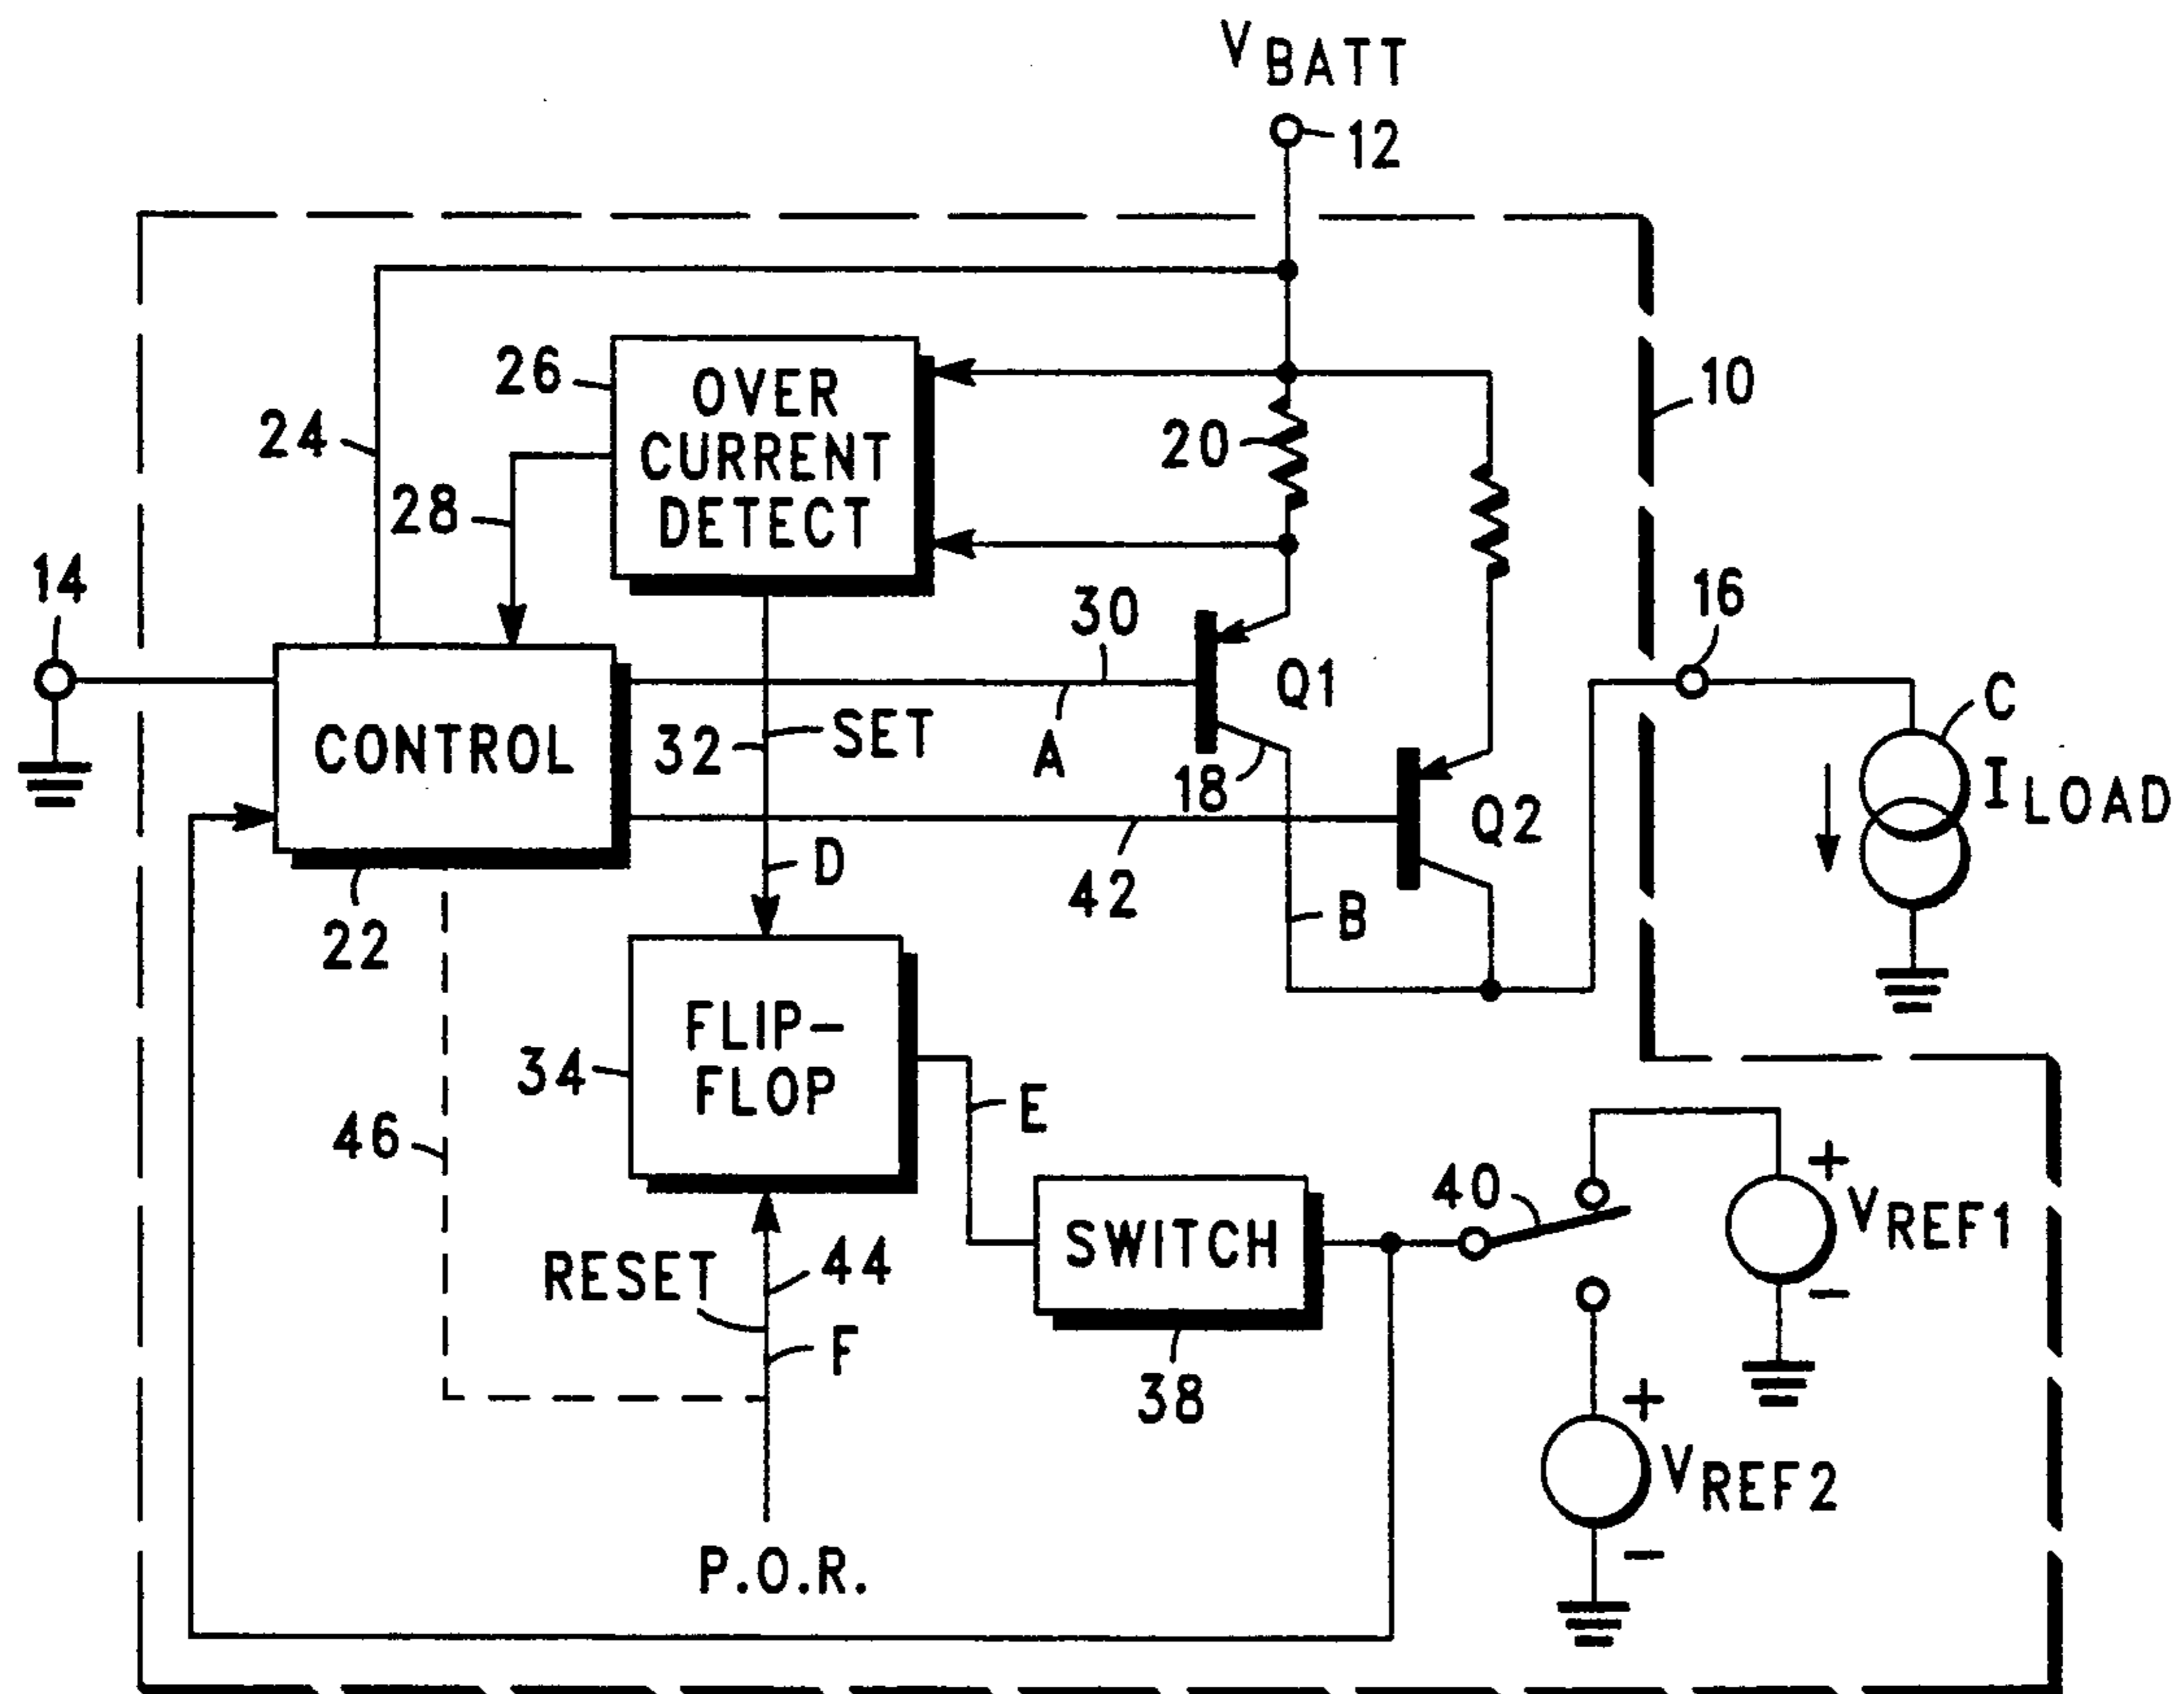 VBATT
12
26
OVER
CURRENT
DETECT
20
10
24
28
14
30
16
Q1
C
ILOAD
CONTROL
32
SET
A
18
Q2
D
42
B
22
FLIP-
FLOP
34
E
46
40
+
VREF1
-
RESET
44
SWITCH
F
38
+
VREF2
-
P.O.R.